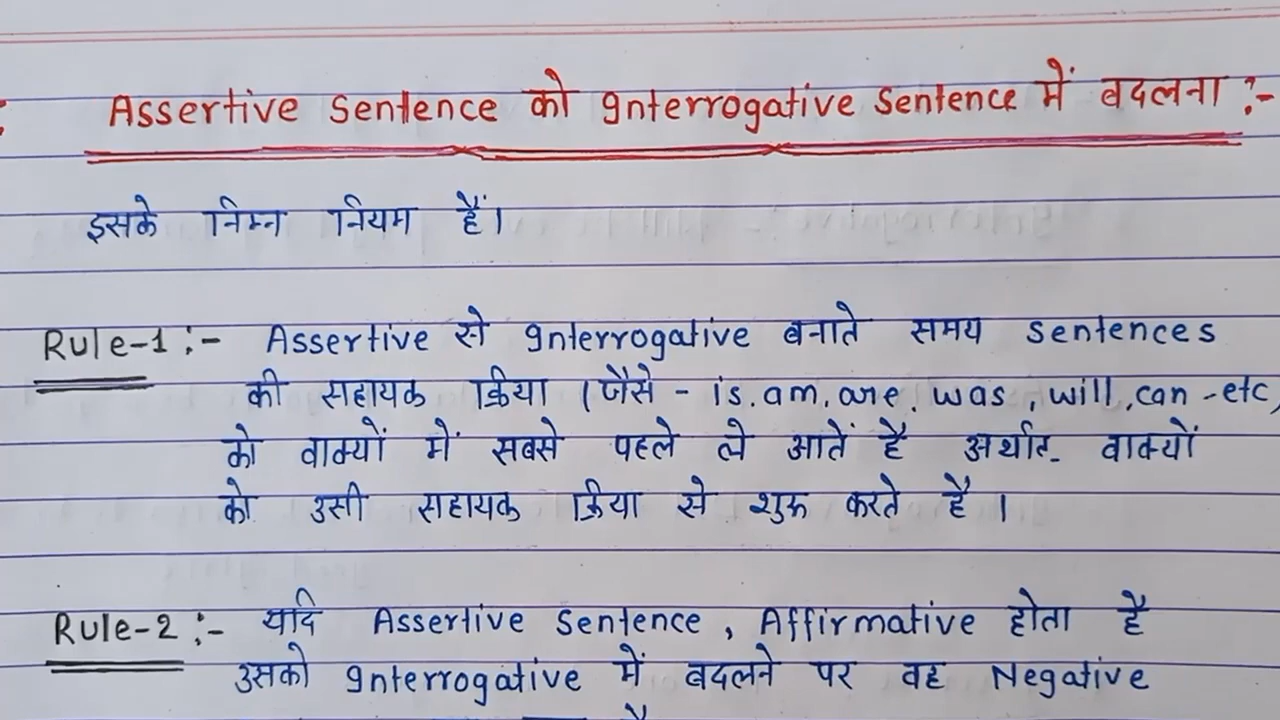 Assertive Sentence को Interrogative Sentence में बदलना :-
इसके निम्न नियम हैं।
Rule-1 :- Assertive से Interrogative बनाते समय sentences
की सहायक क्रिया (जैसे - is, am, are, was, will, can - etc)
को वाक्यों में सबसे पहले ले आतें है अर्थात- वाक्यों
को उसी सहायक क्रिया से शुरू करते है।
Rule-2 :- यदि Assertive Sentence, Affirmative होता है
उसको Interrogative में बदलने पर वह Negative